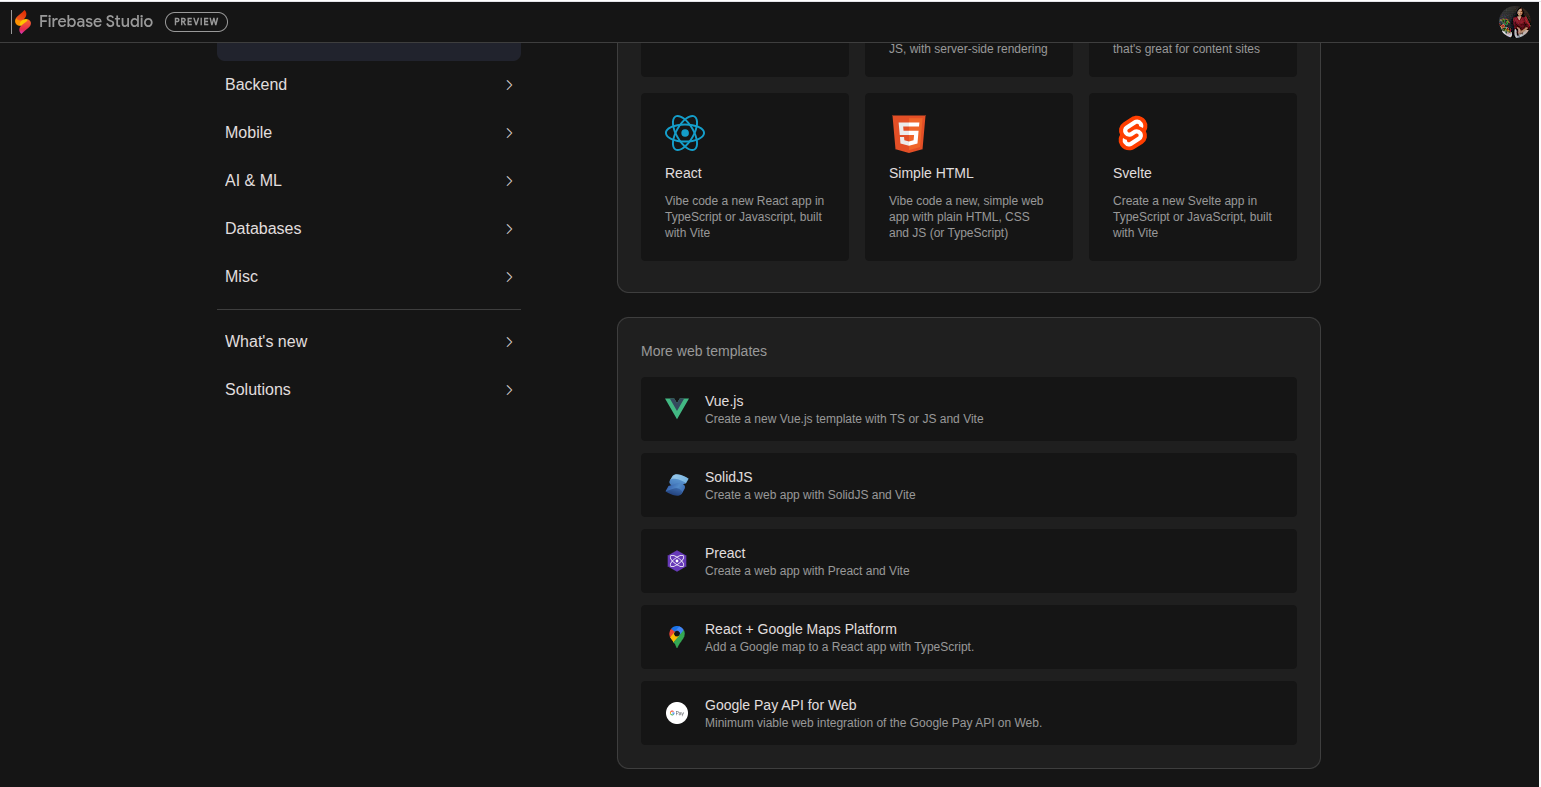 Firebase Studio PREVIEW
Backend
Mobile
AI & ML
Databases
Misc
What's new
Solutions
JS, with server-side rendering
that's great for content sites
React
Vibe code a new React app in
TypeScript or Javascript, built
with Vite
Simple HTML
Vibe code a new, simple web
app with plain HTML, CSS
and JS (or TypeScript)
Svelte
Create a new Svelte app in
TypeScript or JavaScript, built
with Vite
More web templates
Vue.js
Create a new Vue.js template with TS or JS and Vite
SolidJS
Create a web app with SolidJS and Vite
Preact
Create a web app with Preact and Vite
React + Google Maps Platform
Add a Google map to a React app with TypeScript.
G Pay
Google Pay API for Web
Minimum viable web integration of the Google Pay API on Web.